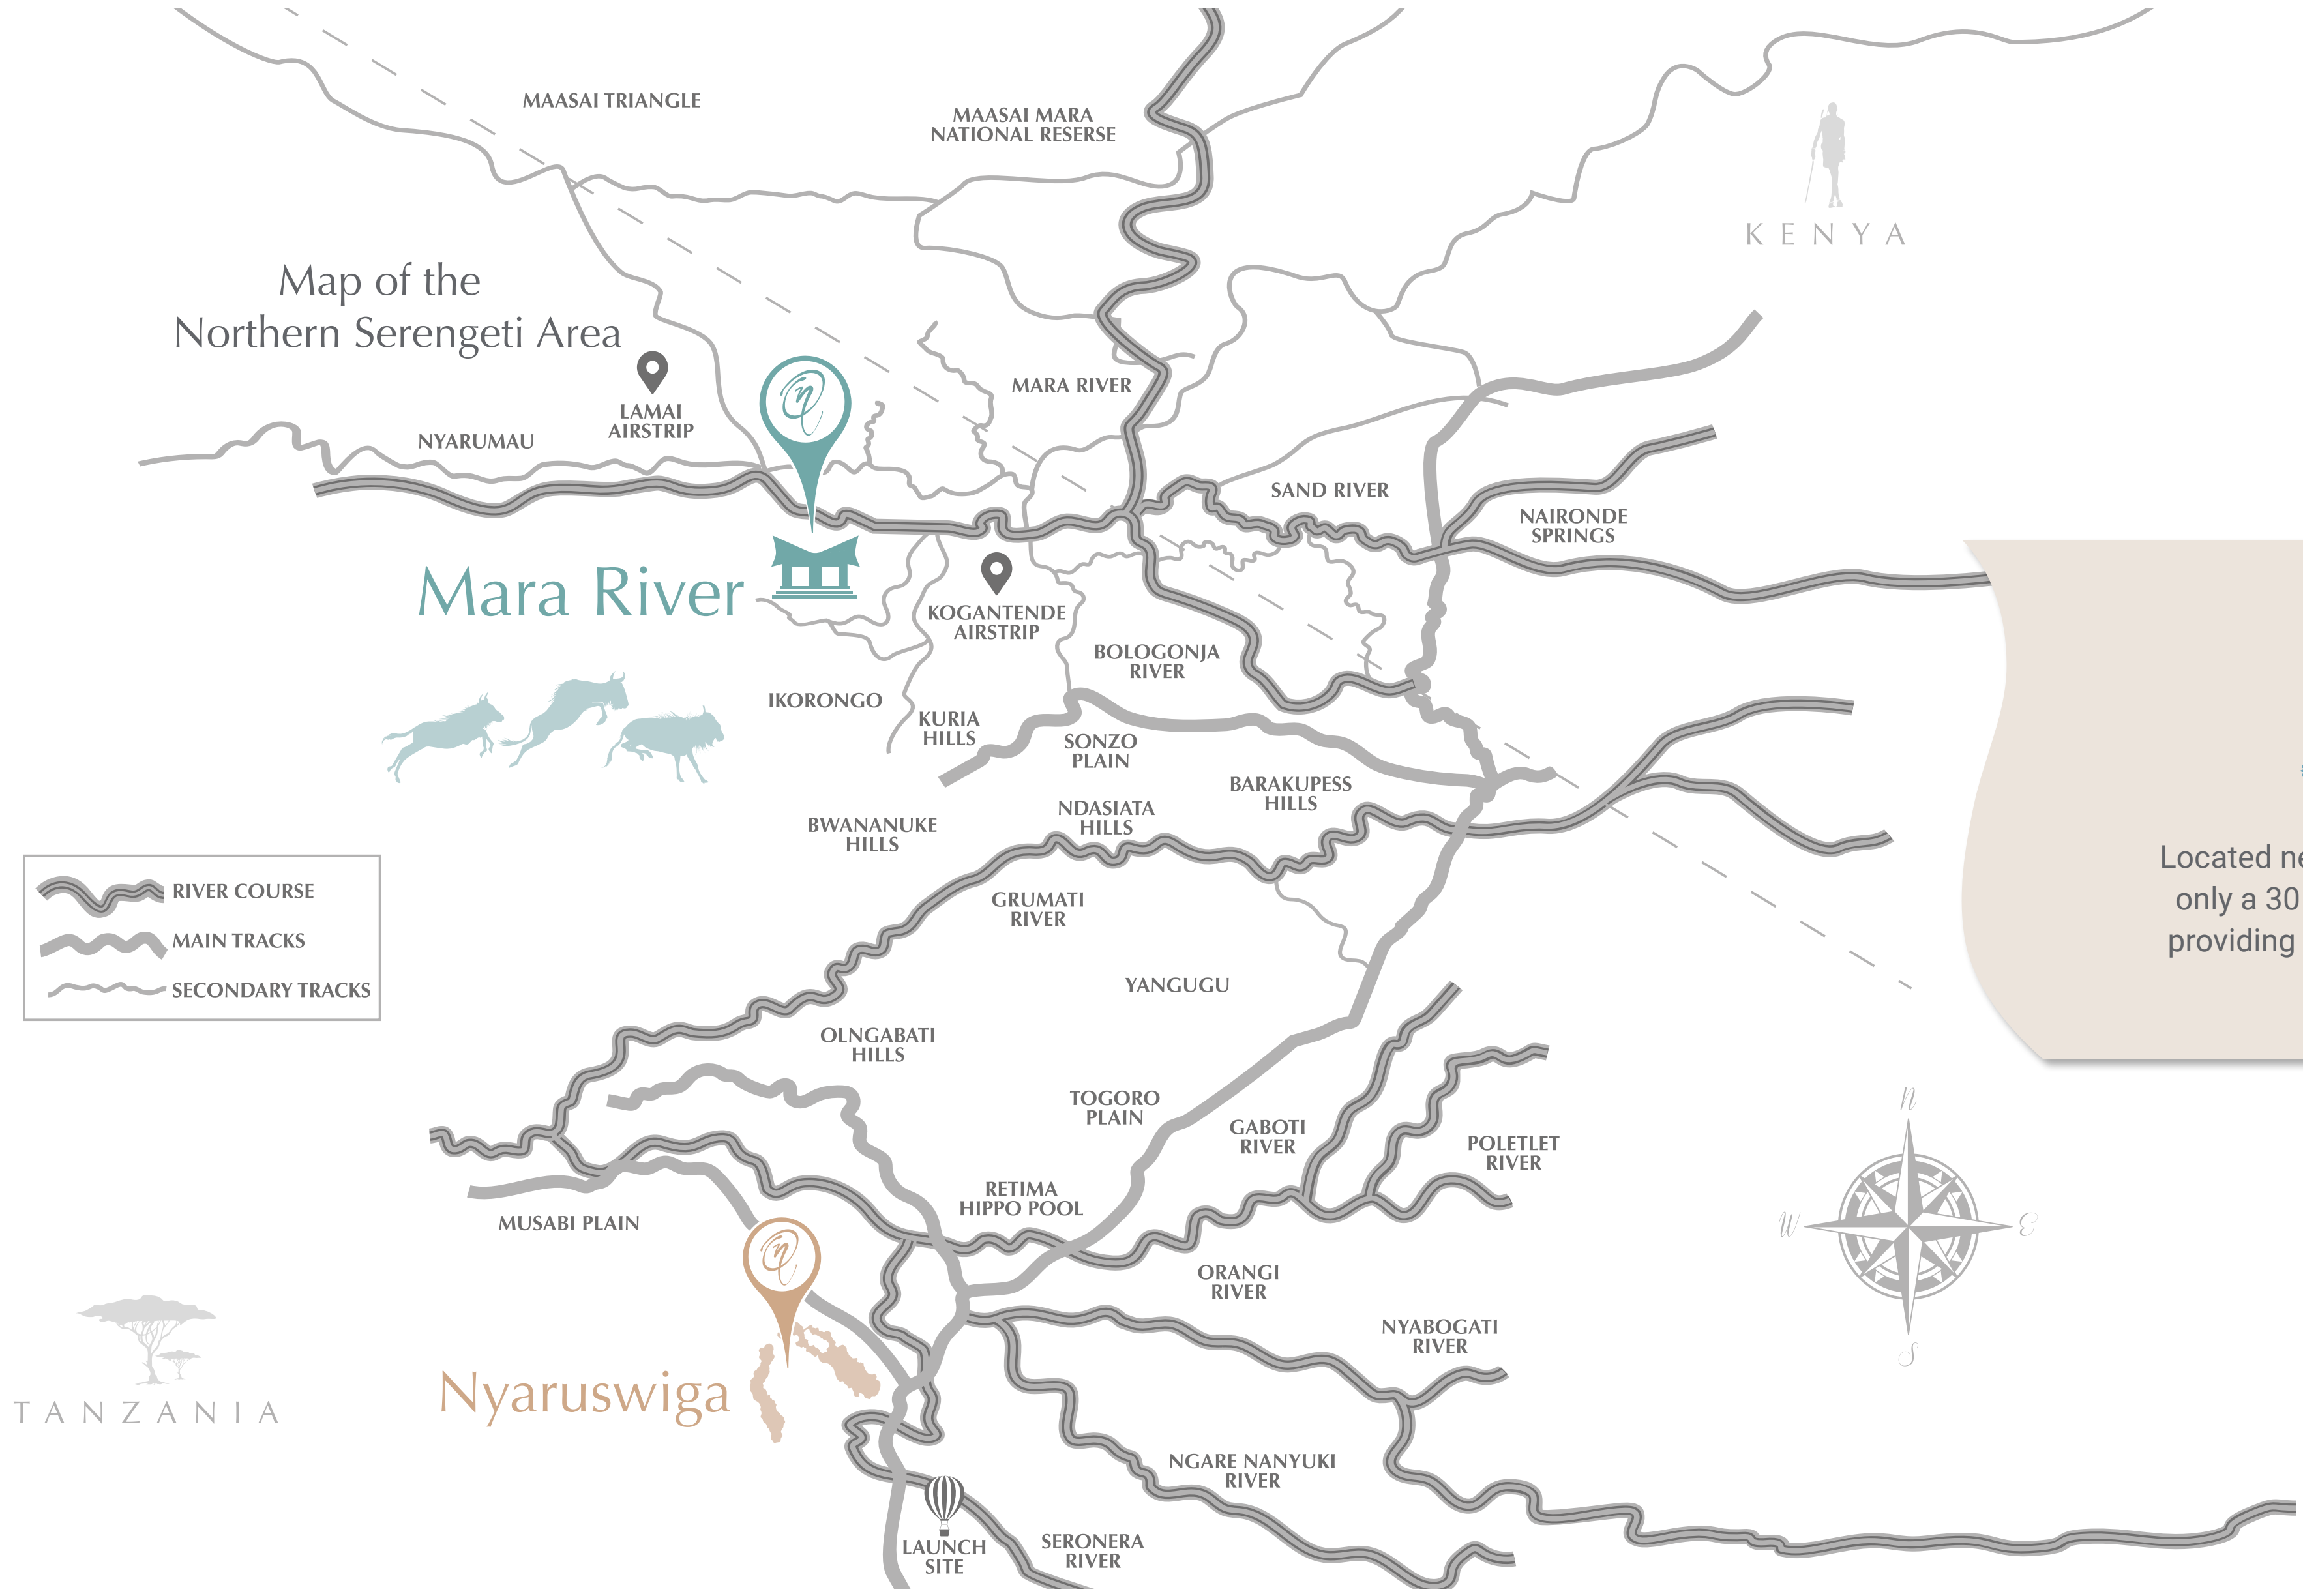 MAASAI TRIANGLE
MAASAI MARA
NATIONAL RESERSE
KENYA
Map of the
Northern Serengeti Area
LAMAI
AIRSTRIP
MARA RIVER
NYARUMAU
SAND RIVER
NAIRONDE
SPRINGS
Mara River
KOGANTENDE
AIRSTRIP
BOLOGONJA
RIVER
IKORONGO
KURIA
HILLS
SONZO
PLAIN
BARAKUPESS
HILLS
NDASIATA
HILLS
BWANANUKE
HILLS
RIVER COURSE
MAIN TRACKS
SECONDARY TRACKS
GRUMATI
RIVER
Located ne
only a 30
providing
YANGUGU
OLNGABATI
HILLS
TOGORO
PLAIN
GABOTI
RIVER
POLETLET
RIVER
N
W
E
S
RETIMA
HIPPO POOL
MUSABI PLAIN
ORANGI
RIVER
NYABOGATI
RIVER
Nyaruswiga
TANZANIA
NGARE NANYUKI
RIVER
LAUNCH
SITE
SERONERA
RIVER